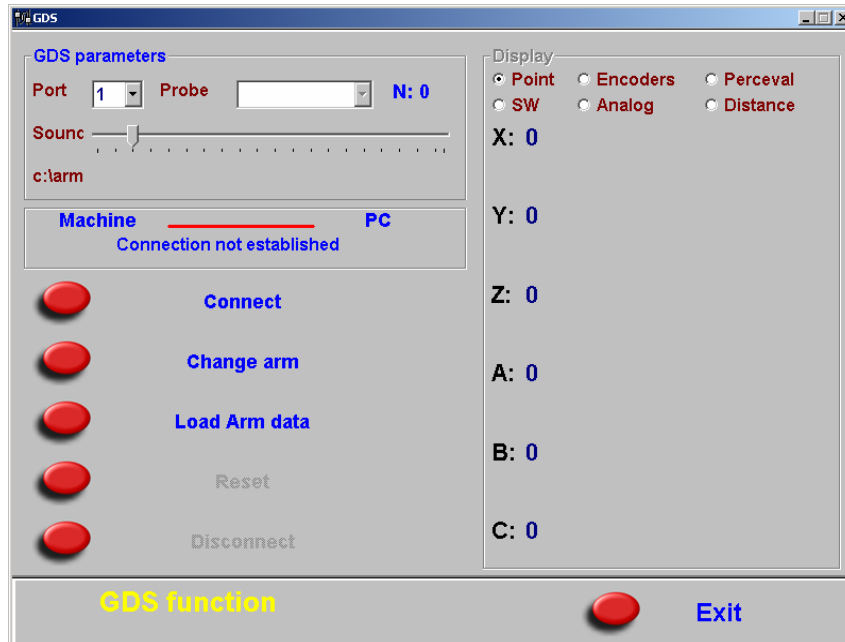 GDS
GDS parameters
Port 1 Probe N: 0
Sound
c:\arm
Machine PC
Connection not established
Connect
Change arm
Load Arm data
Reset
Disconnect
Display
Point Encoders Perceval
SW Analog Distance
X: 0
Y: 0
Z: 0
A: 0
B: 0
C: 0
GDS function
Exit